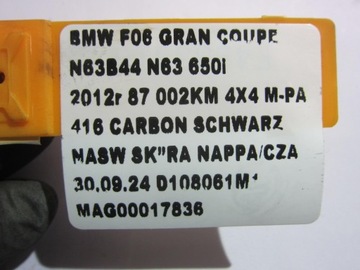 BMW F06 GRAN COUPE
N63B44 N63 650I
2012r 87 002KM 4X4 M-PA
416 CARBON SCHWARZ
MASW SK"RA NAPPA/CZA
30.09.24 D108061M1
MAG00017836